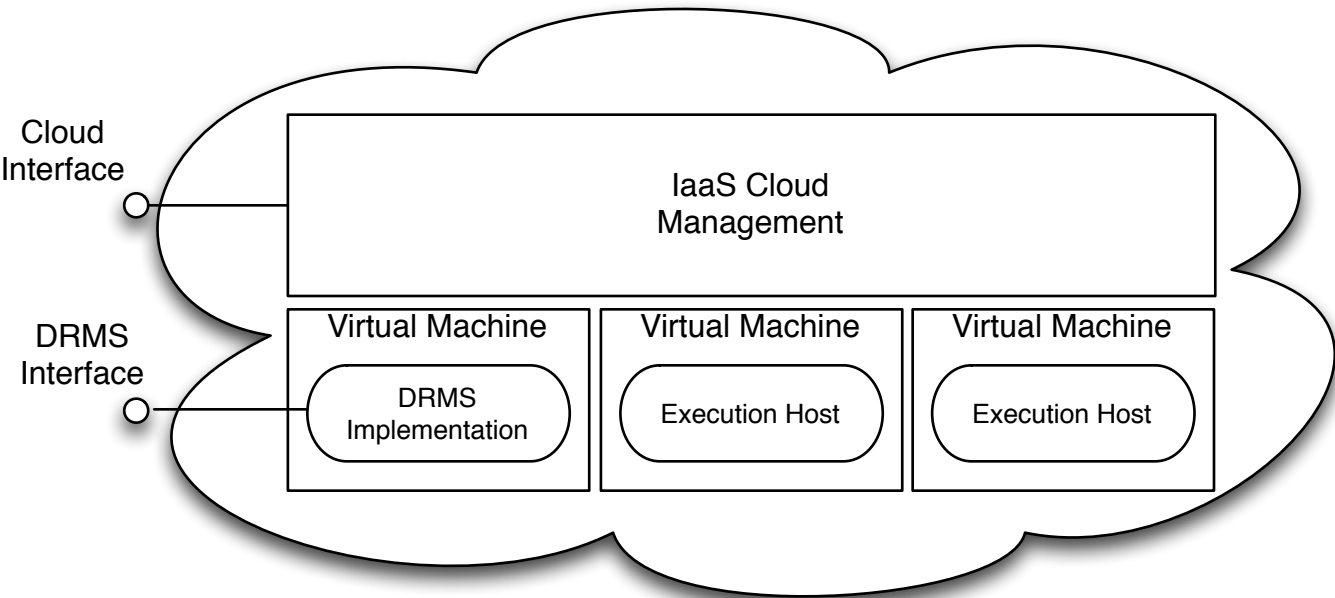 Cloud
Interface
IaaS Cloud
Management
DRMS
Interface
Virtual Machine
DRMS
Implementation
Virtual Machine
Execution Host
Virtual Machine
Execution Host